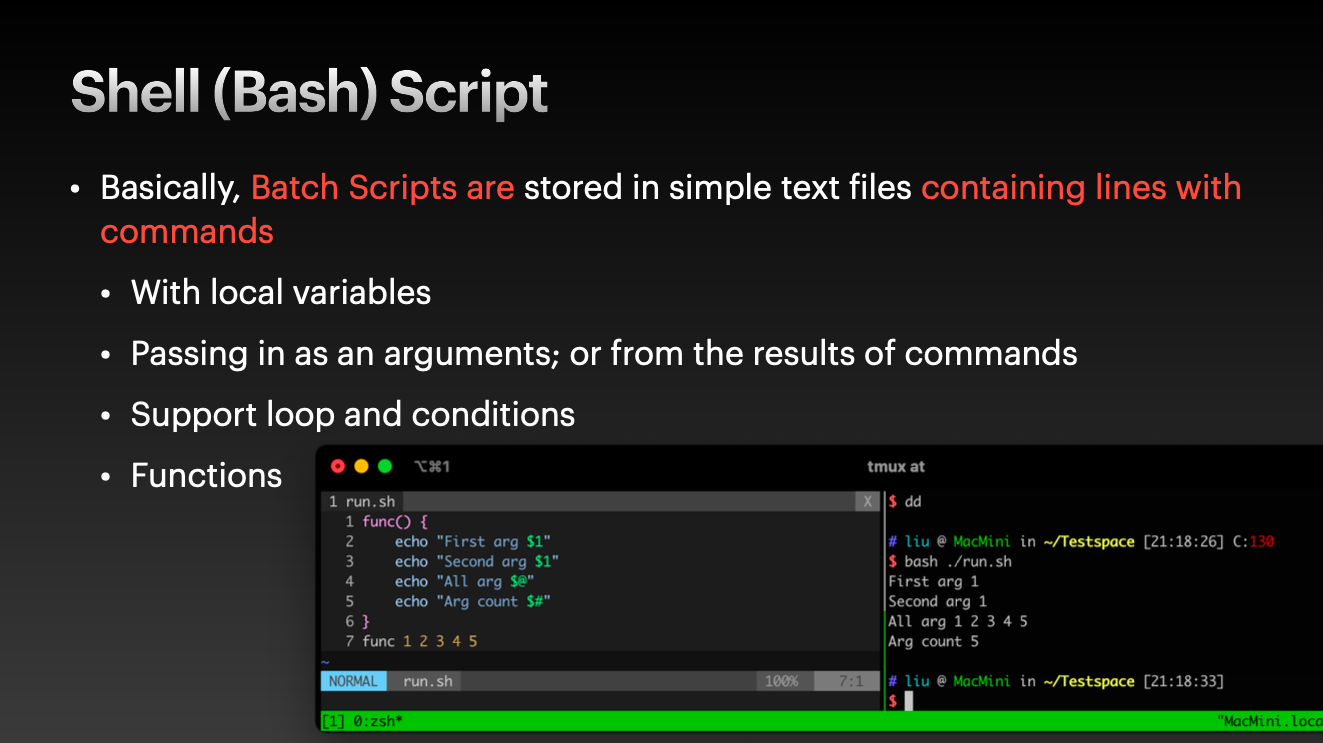 Shell (Bash) Script
• Basically, Batch Scripts are stored in simple text files containing lines with
commands
• With local variables
• Passing in as an arguments; or from the results of commands
• Support loop and conditions
• Functions
⌥⌘1
tmux at
1 run.sh X
1 func() {
2 echo "First arg $1"
3 echo "Second arg $1"
4 echo "All arg $@"
5 echo "Arg count $#"
6 }
7 func 1 2 3 4 5
~
NORMAL run.sh 100% 7:1
$ dd
# liu @ MacMini in ~/Testspace [21:18:26] C:130
$ bash ./run.sh
First arg 1
Second arg 1
All arg 1 2 3 4 5
Arg count 5
# liu @ MacMini in ~/Testspace [21:18:33]
$
[1] 0:zsh* "MacMini.loca